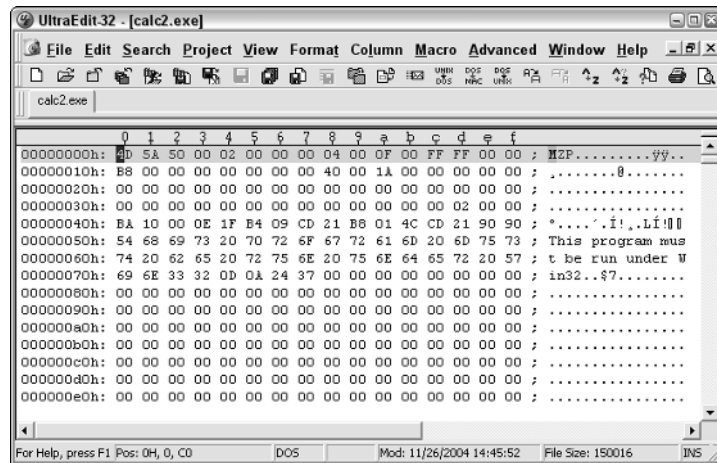 UltraEdit-32 - [calc2.exe]
File Edit Search Project View Format Column Macro Advanced Window Help
calc2.exe
0 1 2 3 4 5 6 7 8 9 a b c d e f
00000000h: 4D 5A 50 00 02 00 00 00 04 00 0F 00 FF FF 00 00 ; MZP.........ÿÿ..
00000010h: B8 00 00 00 00 00 00 00 40 00 1A 00 00 00 00 00 ; ¸.......@.......
00000020h: 00 00 00 00 00 00 00 00 00 00 00 00 00 00 00 00 ; ................
00000030h: 00 00 00 00 00 00 00 00 00 00 00 00 00 02 00 00 ; ................
00000040h: BA 10 00 0E 1F B4 09 CD 21 B8 01 4C CD 21 90 90 ; º....´.Í!¸.LÍ!
00000050h: 54 68 69 73 20 70 72 6F 67 72 61 6D 20 6D 75 73 ; This program mus
00000060h: 74 20 62 65 20 72 75 6E 20 75 6E 64 65 72 20 57 ; t be run under W
00000070h: 69 6E 33 32 0D 0A 24 37 00 00 00 00 00 00 00 00 ; in32..$7........
00000080h: 00 00 00 00 00 00 00 00 00 00 00 00 00 00 00 00 ; ................
00000090h: 00 00 00 00 00 00 00 00 00 00 00 00 00 00 00 00 ; ................
000000a0h: 00 00 00 00 00 00 00 00 00 00 00 00 00 00 00 00 ; ................
000000b0h: 00 00 00 00 00 00 00 00 00 00 00 00 00 00 00 00 ; ................
000000c0h: 00 00 00 00 00 00 00 00 00 00 00 00 00 00 00 00 ; ................
000000d0h: 00 00 00 00 00 00 00 00 00 00 00 00 00 00 00 00 ; ................
000000e0h: 00 00 00 00 00 00 00 00 00 00 00 00 00 00 00 00 ; ................
For Help, press F1 Pos: 0H, 0, C0 DOS Mod: 11/26/2004 14:45:52 File Size: 150016 INS